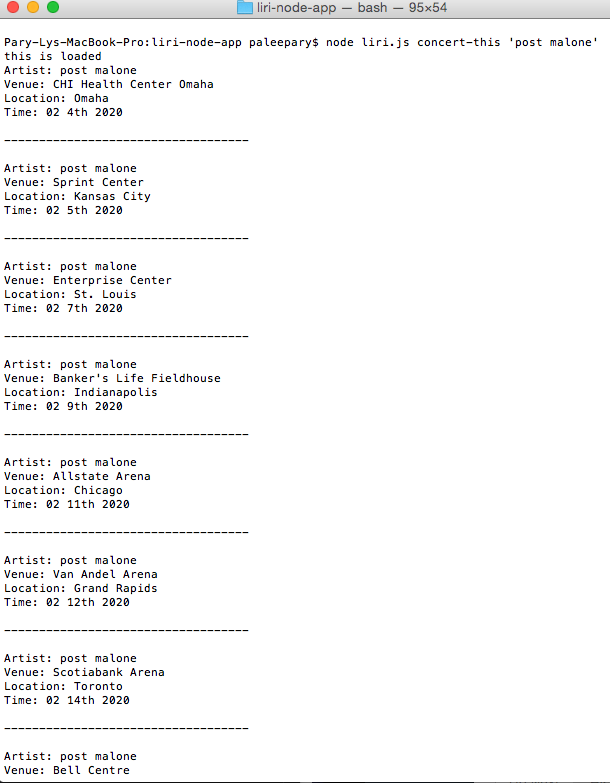 liri-node-app — bash — 95×54
Pary-Lys-MacBook-Pro:liri-node-app paleepary$ node liri.js concert-this 'post malone'
this is loaded
Artist: post malone
Venue: CHI Health Center Omaha
Location: Omaha
Time: 02 4th 2020
-----------------------------------
Artist: post malone
Venue: Sprint Center
Location: Kansas City
Time: 02 5th 2020
-----------------------------------
Artist: post malone
Venue: Enterprise Center
Location: St. Louis
Time: 02 7th 2020
-----------------------------------
Artist: post malone
Venue: Banker's Life Fieldhouse
Location: Indianapolis
Time: 02 9th 2020
-----------------------------------
Artist: post malone
Venue: Allstate Arena
Location: Chicago
Time: 02 11th 2020
-----------------------------------
Artist: post malone
Venue: Van Andel Arena
Location: Grand Rapids
Time: 02 12th 2020
-----------------------------------
Artist: post malone
Venue: Scotiabank Arena
Location: Toronto
Time: 02 14th 2020
-----------------------------------
Artist: post malone
Venue: Bell Centre